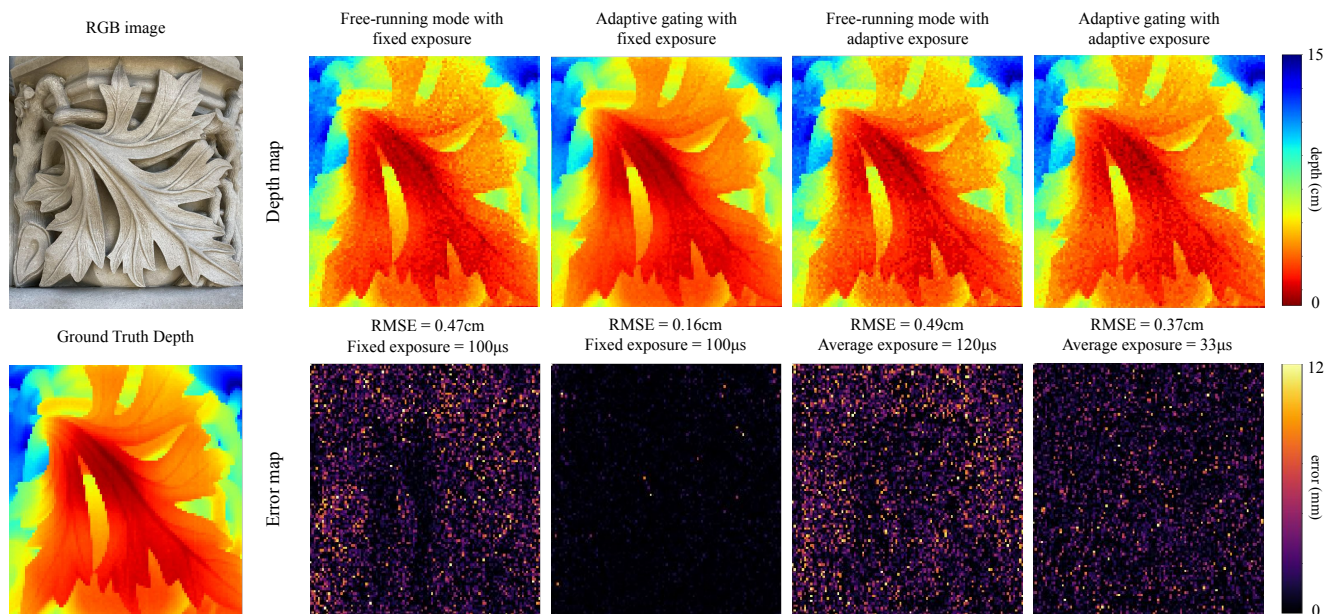 RGB image
Free-running mode with
fixed exposure
Adaptive gating with
fixed exposure
Free-running mode with
adaptive exposure
Adaptive gating with
adaptive exposure
Depth map
15
depth (cm)
0
Ground Truth Depth
RMSE = 0.47cm
Fixed exposure = 100μs
RMSE = 0.16cm
Fixed exposure = 100μs
RMSE = 0.49cm
Average exposure = 120μs
RMSE = 0.37cm
Average exposure = 33μs
Error map
12
error (mm)
0